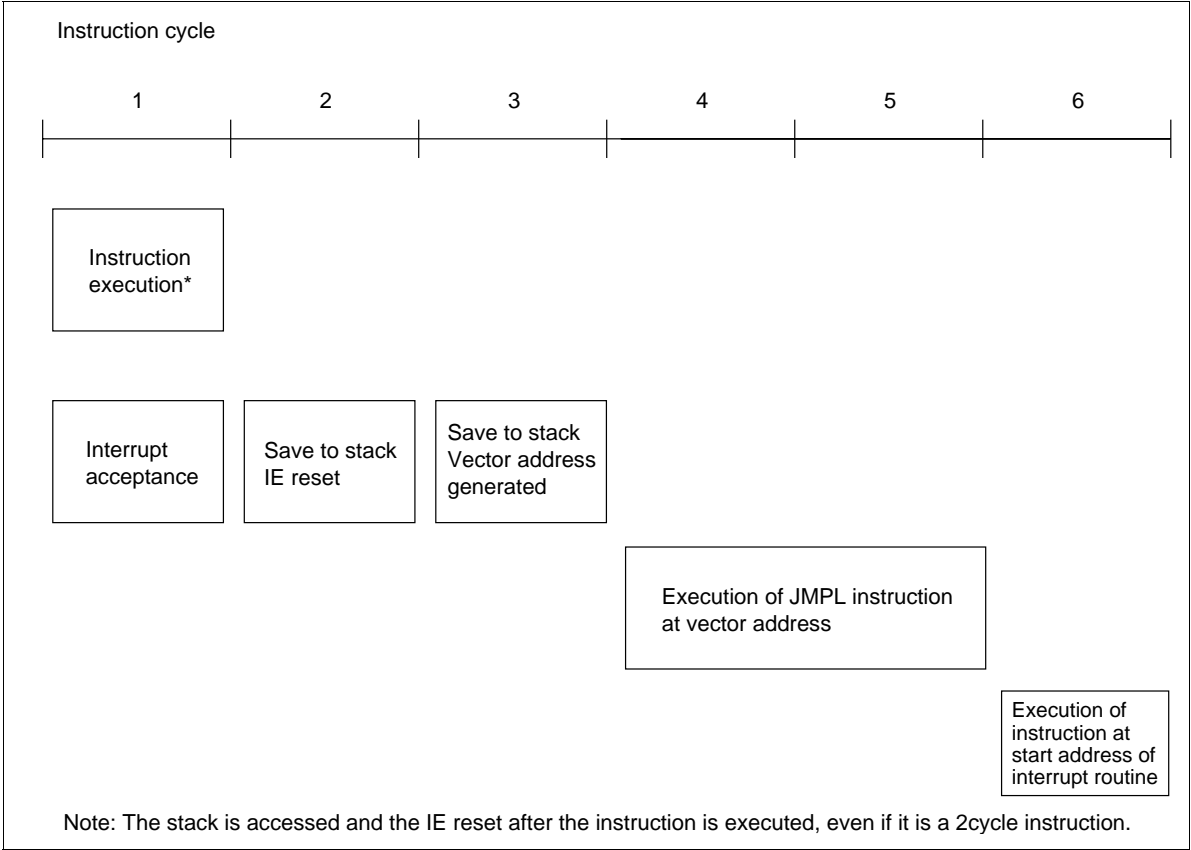 Instruction cycle
1 2 3 4 5 6
Instruction
execution*
Interrupt
acceptance
Save to stack
IE reset
Save to stack
Vector address
generated
Execution of JMPL instruction
at vector address
Execution of
instruction at
start address of
interrupt routine
Note: The stack is accessed and the IE reset after the instruction is executed, even if it is a 2cycle instruction.